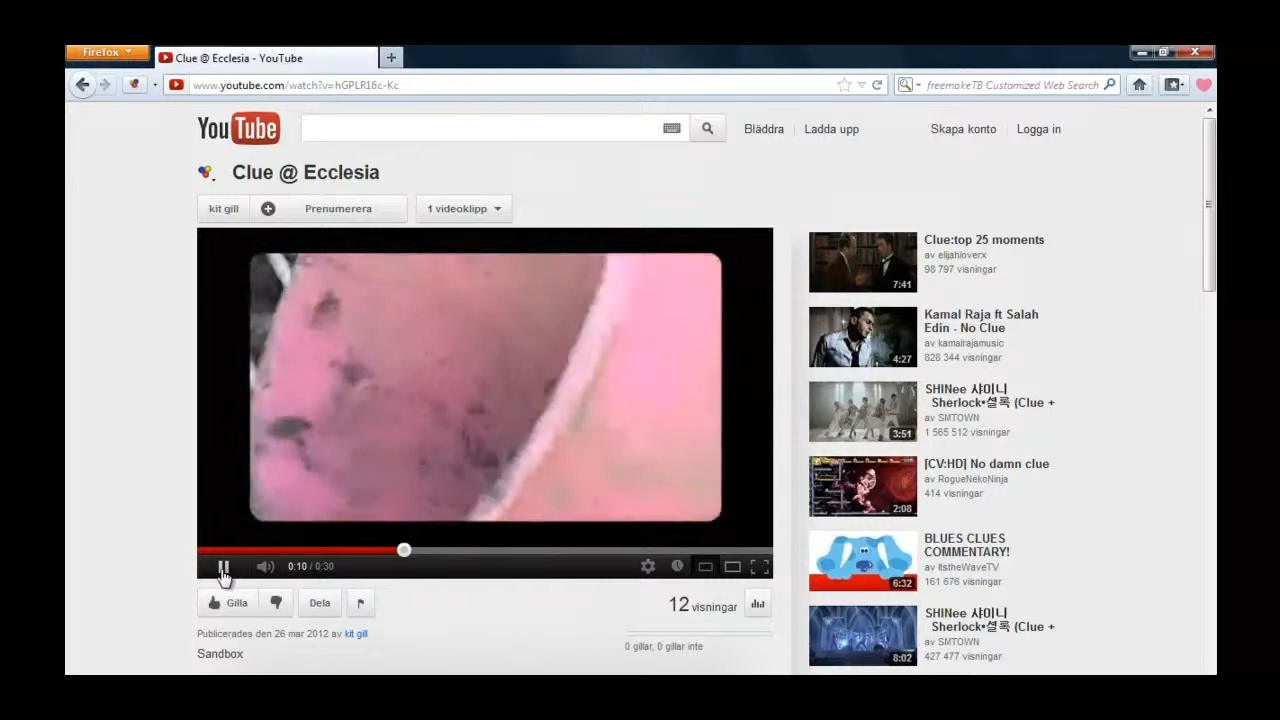 Firefox
Clue @ Ecclesia - YouTube
www.youtube.com/watch?v=hGPLR16c-Kc
freemakeTB Customized Web Search
YouTube
Bläddra
Ladda upp
Skapa konto
Logga in
Clue @ Ecclesia
kit gill
Prenumerera
1 videoklipp
0:10 / 0:30
Gilla
Dela
12 visningar
Publicerades den 26 mar 2012 av kit gill
0 gillar, 0 gillar inte
Sandbox
Clue:top 25 moments
av elijahloverx
98 797 visningar
7:41
Kamal Raja ft Salah
Edin - No Clue
av kamalrajamusic
828 344 visningar
4:27
SHINee 샤이니
Sherlock•셜록 (Clue +
av SMTOWN
1 565 512 visningar
3:51
[CV:HD] No damn clue
av RogueNekoNinja
414 visningar
2:08
BLUES CLUES
COMMENTARY!
av ItstheWaveTV
161 676 visningar
6:32
SHINee 샤이니
Sherlock•셜록 (Clue +
av SMTOWN
427 477 visningar
8:02